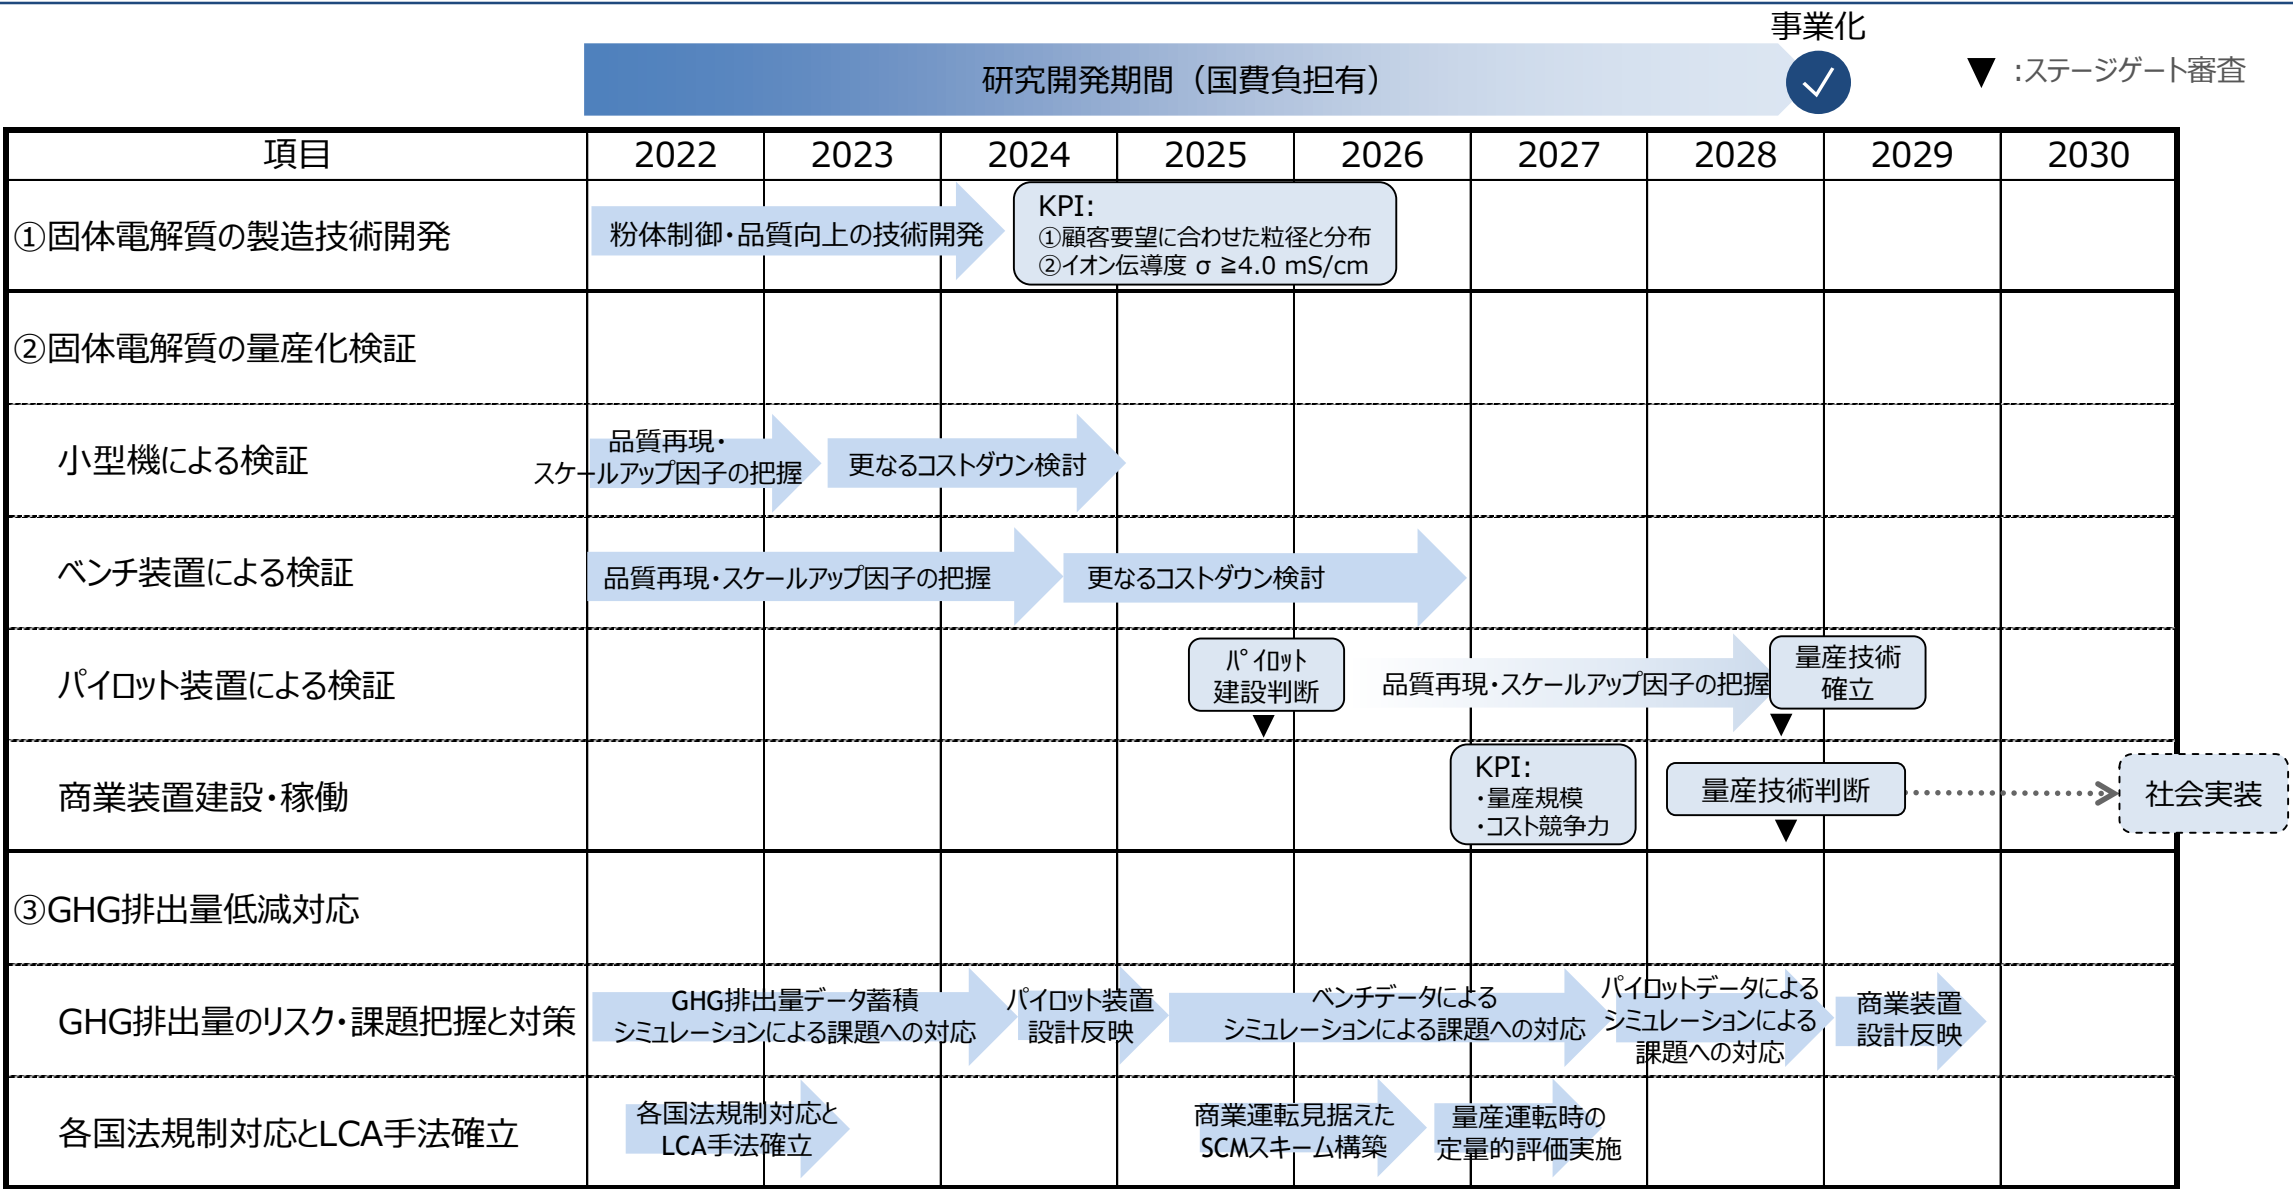 事業化
研究開発期間（国費負担有）
▼ :ステージゲート審査
項目
2022
2023
2024
2025
2026
2027
2028
2029
2030
①固体電解質の製造技術開発
粉体制御・品質向上の技術開発
KPI:
①顧客要望に合わせた粒径と分布
②イオン伝導度 σ ≧4.0 mS/cm
②固体電解質の量産化検証
小型機による検証
品質再現・
スケールアップ因子の把握
更なるコストダウン検討
ベンチ装置による検証
品質再現・スケールアップ因子の把握
更なるコストダウン検討
パイロット装置による検証
ﾊﾟｲﾛｯﾄ
建設判断
▼
品質再現・スケールアップ因子の把握
量産技術
確立
▼
商業装置建設・稼働
KPI:
・量産規模
・コスト競争力
量産技術判断
▼
社会実装
③GHG排出量低減対応
GHG排出量のリスク・課題把握と対策
GHG排出量データ蓄積
シミュレーションによる課題への対応
パイロット装置
設計反映
ベンチデータによる
シミュレーションによる課題への対応
パイロットデータによる
シミュレーションによる
課題への対応
商業装置
設計反映
各国法規制対応とLCA手法確立
各国法規制対応と
LCA手法確立
商業運転見据えた
SCMスキーム構築
量産運転時の
定量的評価実施